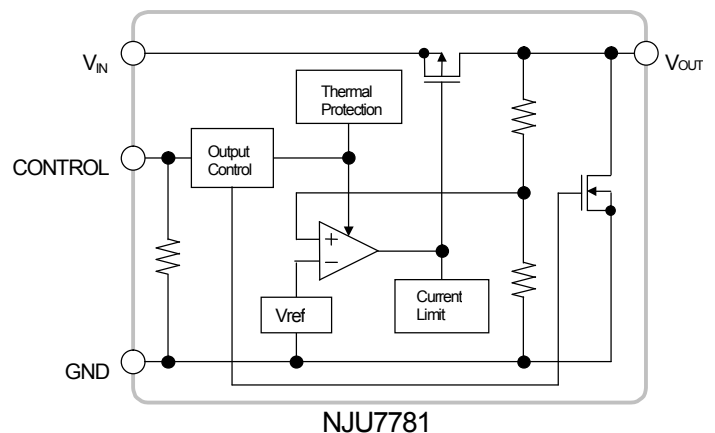 VIN
VOUT
Thermal
Protection
CONTROL
Output
Control
+
−
Vref
Current
Limit
GND
NJU7781